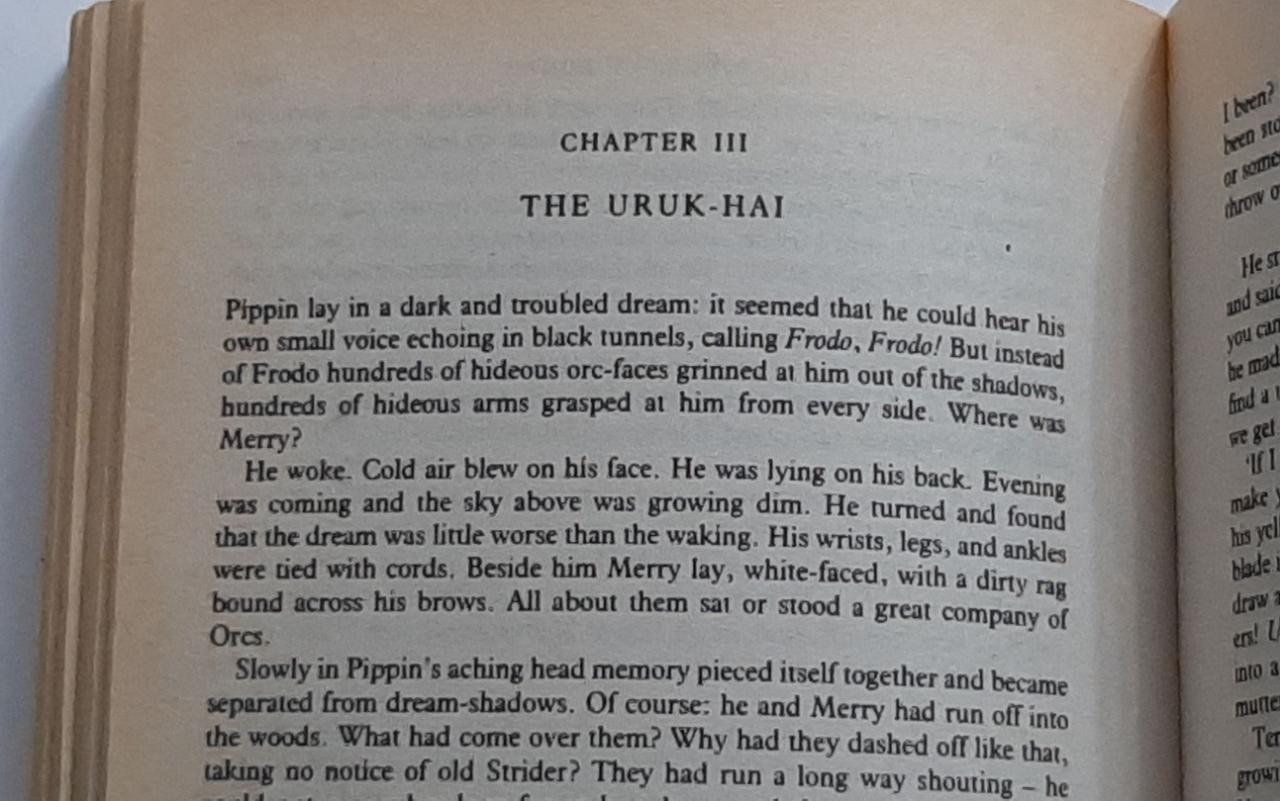 CHAPTER III
THE URUK-HAI
Pippin lay in a dark and troubled dream: it seemed that he could hear his
own small voice echoing in black tunnels, calling Frodo, Frodo! But instead
of Frodo hundreds of hideous orc-faces grinned at him out of the shadows,
hundreds of hideous arms grasped at him from every side. Where was
Merry?
He woke. Cold air blew on his face. He was lying on his back. Evening
was coming and the sky above was growing dim. He turned and found
that the dream was little worse than the waking. His wrists, legs, and ankles
were tied with cords. Beside him Merry lay, white-faced, with a dirty rag
bound across his brows. All about them sat or stood a great company of
Orcs.
Slowly in Pippin's aching head memory pieced itself together and became
separated from dream-shadows. Of course: he and Merry had run off into
the woods. What had come over them? Why had they dashed off like that,
taking no notice of old Strider? They had run a long way shouting – he
I been?
been
or some
throw
He
and said
you can
he mad
find a
we get
'If I
make
his
blade
draw
ers!
into a